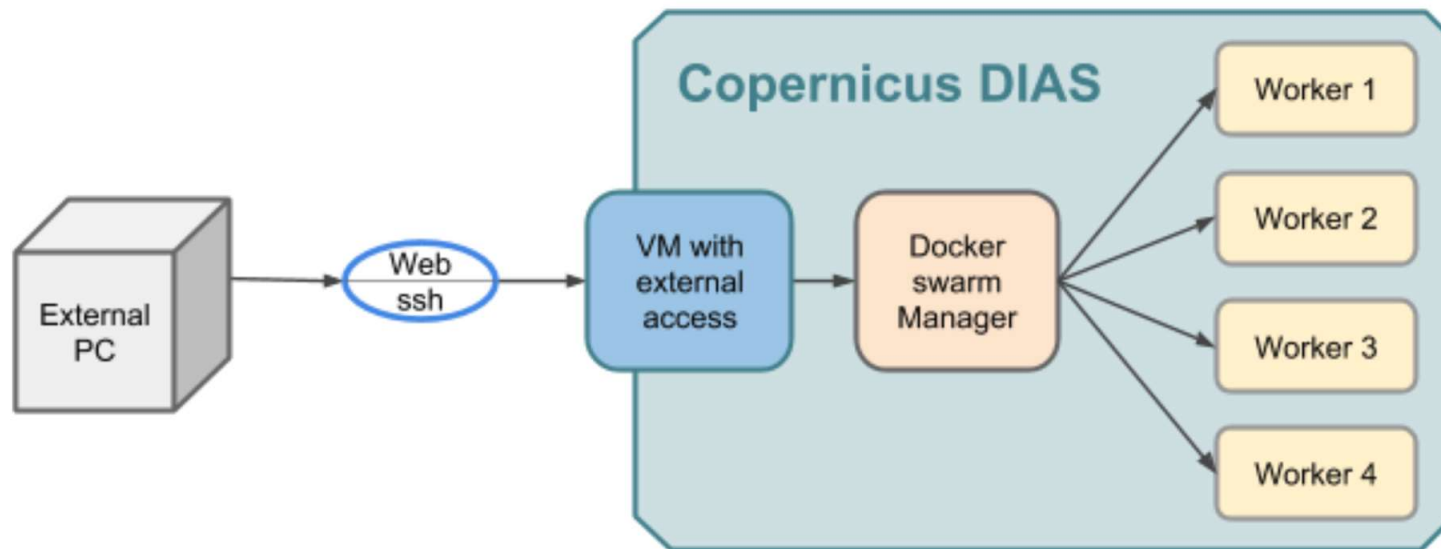 Copernicus DIAS
External
PC
Web
ssh
VM with
external
access
Docker
swarm
Manager
Worker 1
Worker 2
Worker 3
Worker 4